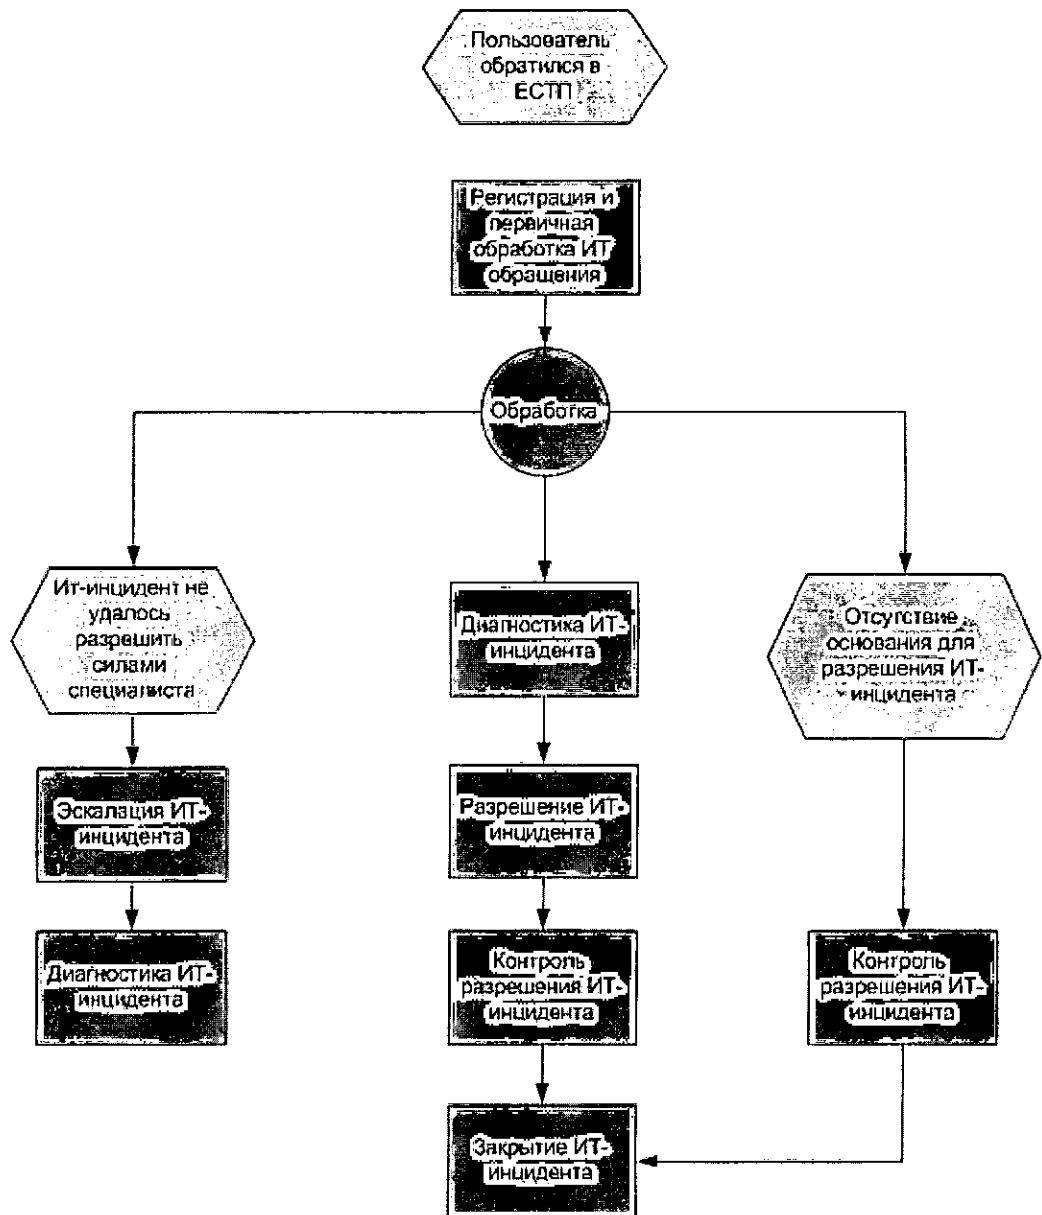 Пользователь
обратился в
ЕСТП
Регистрация и
первичная
обработка ИТ
обращения
Обработка
Ит-инцидент не
удалось
разрешить
силами
специалиста
Эскалация ИТ-
инцидента
Диагностика ИТ-
инцидента
Диагностика ИТ-
инцидента
Разрешение ИТ-
инцидента
Контроль
разрешения ИТ-
инцидента
Закрытие ИТ-
инцидента
Отсутствие
основания для
разрешения ИТ-
инцидента
Контроль
разрешения ИТ-
инцидента